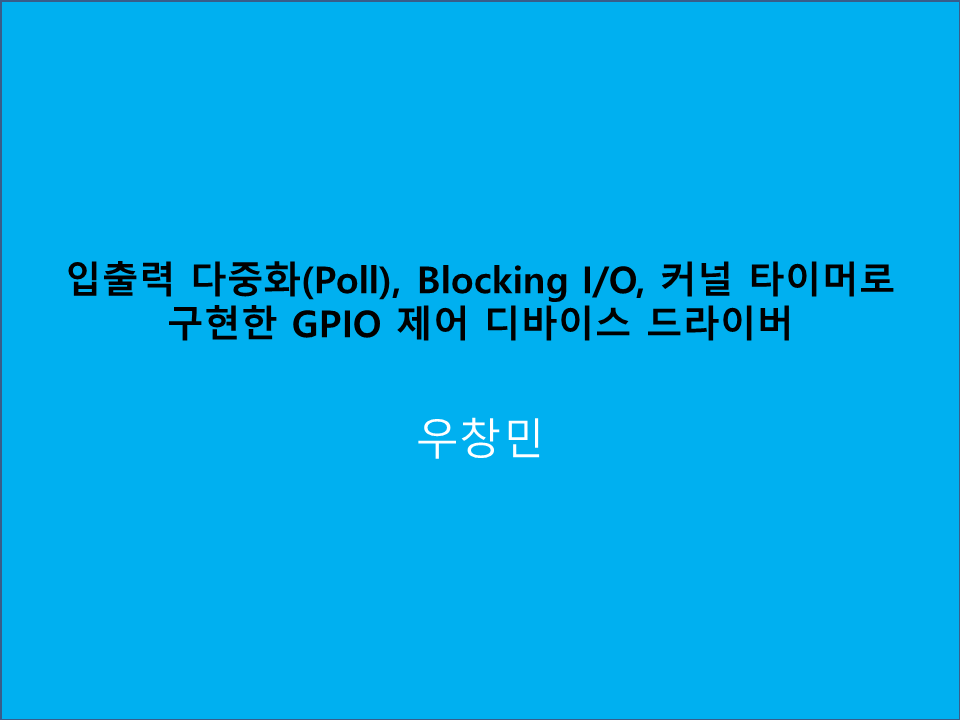 입출력 다중화(Poll), Blocking I/O, 커널 타이머로
구현한 GPIO 제어 디바이스 드라이버
우창민